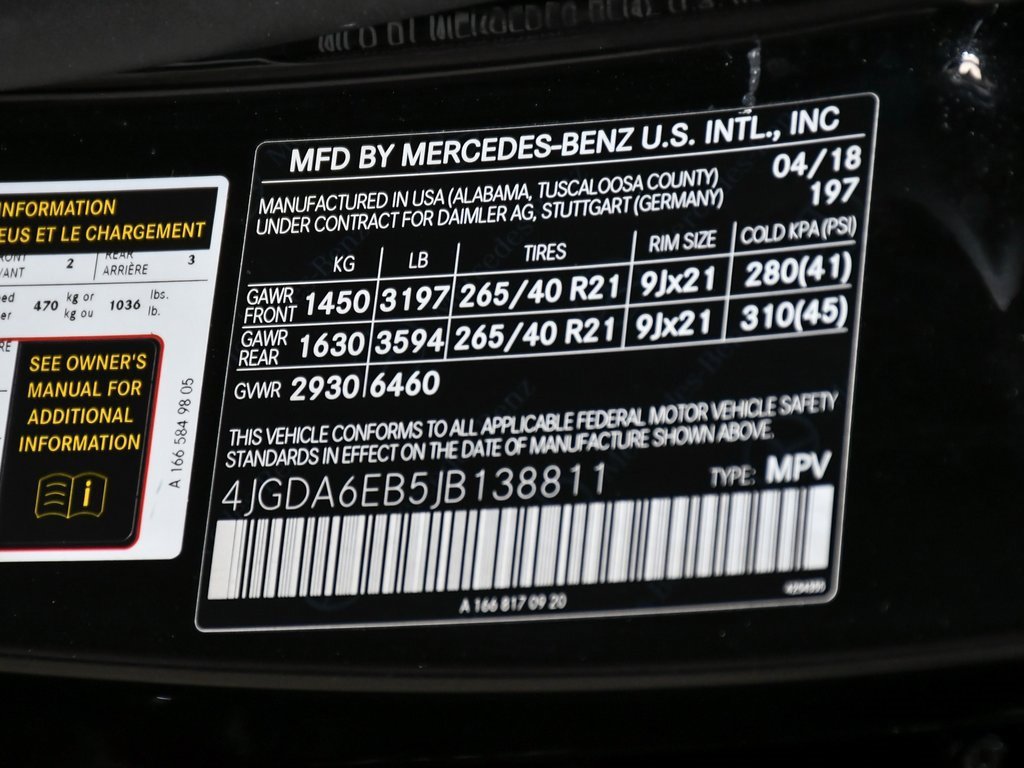 MFD BY MERCEDES-BENZ U.S. INTL., INC
MANUFACTURED IN USA (ALABAMA, TUSCALOOSA COUNTY) 04/18
UNDER CONTRACT FOR DAIMLER AG, STUTTGART (GERMANY) 197
KG LB TIRES RIM SIZE COLD KPA (PSI)
GAWR FRONT 1450 3197 265/40 R21 9Jx21 280(41)
GAWR REAR 1630 3594 265/40 R21 9Jx21 310(45)
GVWR 2930 6460
THIS VEHICLE CONFORMS TO ALL APPLICABLE FEDERAL MOTOR VEHICLE SAFETY
STANDARDS IN EFFECT ON THE DATE OF MANUFACTURE SHOWN ABOVE.
4JGDA6EB5JB138811 TYPE: MPV
A 166 817 09 20
INFORMATION
EUS ET LE CHARGEMENT
2 REAR 3
ARRIÈRE
470 kg or 1036 lbs.
kg ou lb.
SEE OWNER'S
MANUAL FOR
ADDITIONAL
INFORMATION
i
A 166 584 98 05